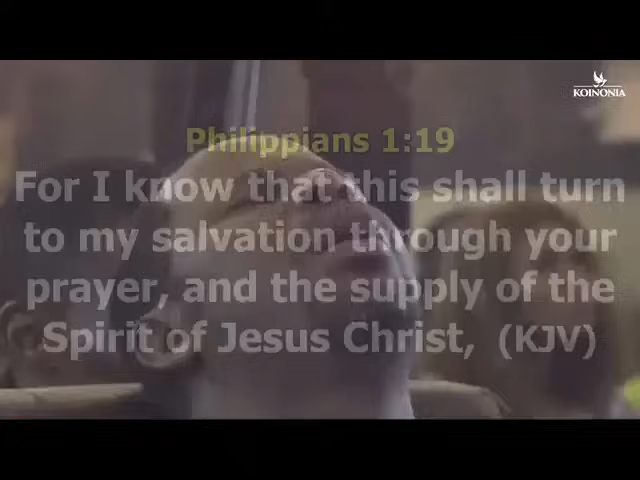 KOINONIA
Philippians 1:19
For I know that this shall turn
to my salvation through your
prayer, and the supply of the
Spirit of Jesus Christ, (KJV)